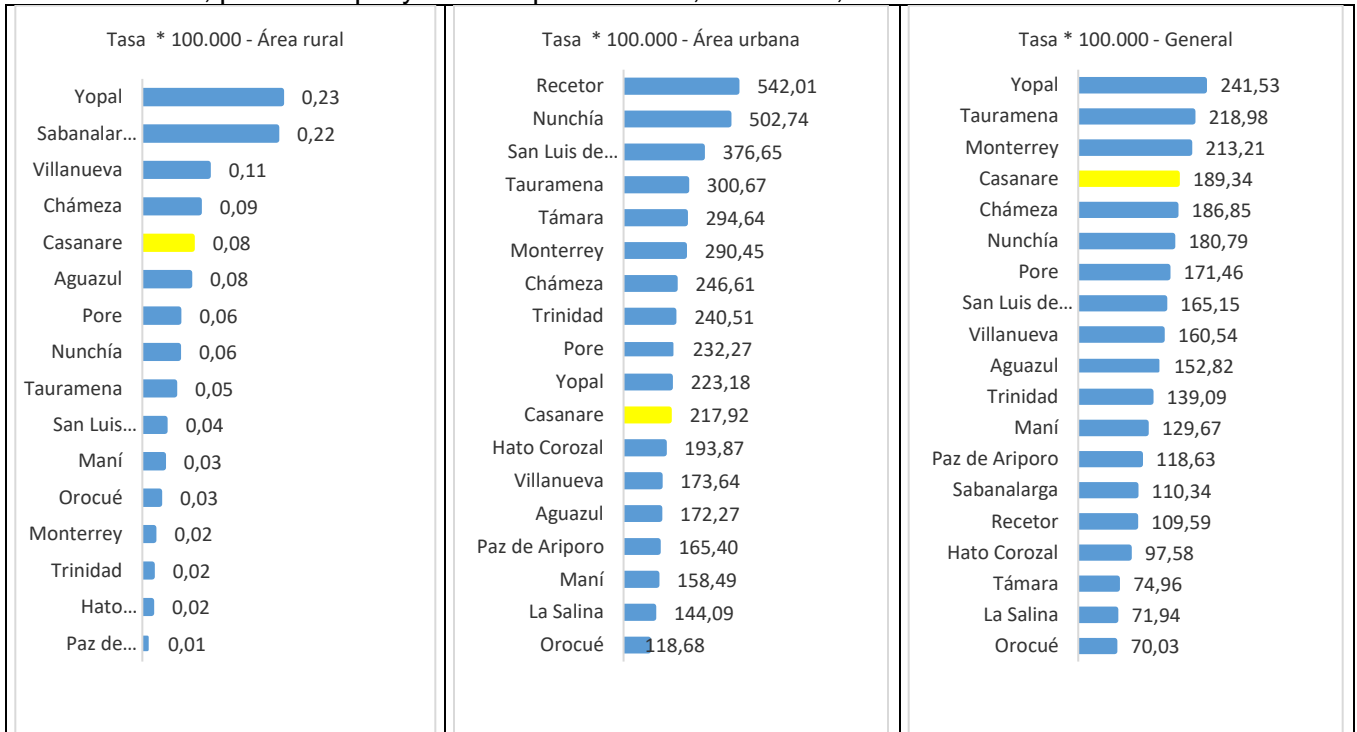 Tasa * 100.000 - Área rural
Yopal 0,23
Sabanalar... 0,22
Villanueva 0,11
Chámeza 0,09
Casanare 0,08
Aguazul 0,08
Pore 0,06
Nunchía 0,06
Tauramena 0,05
San Luis... 0,04
Maní 0,03
Orocué 0,03
Monterrey 0,02
Trinidad 0,02
Hato... 0,02
Paz de... 0,01
Tasa * 100.000 - Área urbana
Recetor 542,01
Nunchía 502,74
San Luis de... 376,65
Tauramena 300,67
Támara 294,64
Monterrey 290,45
Chámeza 246,61
Trinidad 240,51
Pore 232,27
Yopal 223,18
Casanare 217,92
Hato Corozal 193,87
Villanueva 173,64
Aguazul 172,27
Paz de Ariporo 165,40
Maní 158,49
La Salina 144,09
Orocué 118,68
Tasa * 100.000 - General
Yopal 241,53
Tauramena 218,98
Monterrey 213,21
Casanare 189,34
Chámeza 186,85
Nunchía 180,79
Pore 171,46
San Luis de... 165,15
Villanueva 160,54
Aguazul 152,82
Trinidad 139,09
Maní 129,67
Paz de Ariporo 118,63
Sabanalarga 110,34
Recetor 109,59
Hato Corozal 97,58
Támara 74,96
La Salina 71,94
Orocué 70,03